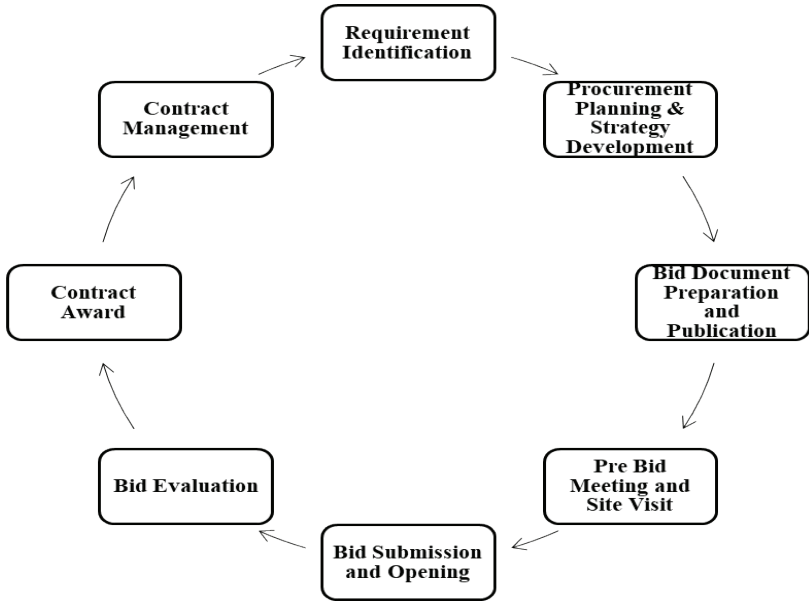 Requirement
Identification
Procurement
Planning &
Strategy
Development
Bid Document
Preparation
and
Publication
Pre Bid
Meeting and
Site Visit
Bid Submission
and Opening
Bid Evaluation
Contract
Award
Contract
Management